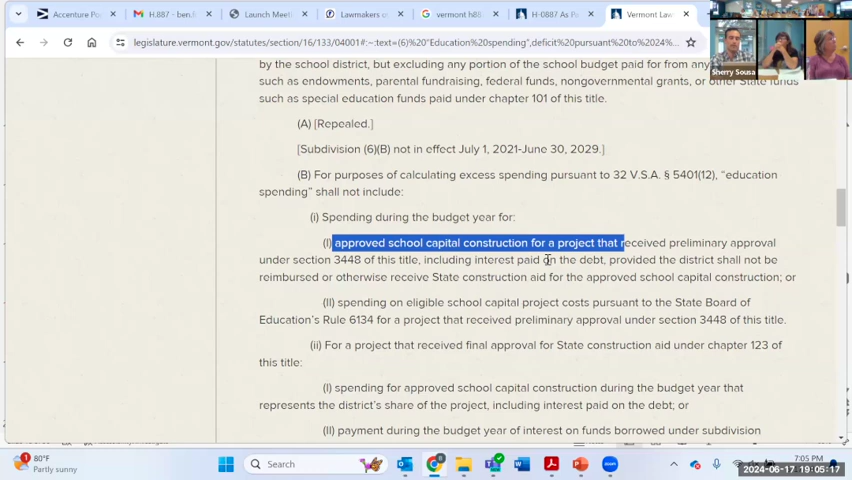 Accenture Pos
H.887 - ben.
Launch Meeti
Lawmakers o
vermont h88
H-0887 As Po
Vermont Law
legislature.vermont.gov/statutes/section/16/133/04001#:~:text=(6)%20"Education%20spending",deficit%20pursuant%20to%2024%...
Sherry Sousa
by the school district, but excluding any portion of the school budget paid for from any
such as endowments, parental fundraising, federal funds, nongovernmental grants, or other State funds
such as special education funds paid under chapter 101 of this title.
(A) [Repealed.]
[Subdivision (6)(B) not in effect July 1, 2021-June 30, 2029.]
(B) For purposes of calculating excess spending pursuant to 32 V.S.A. § 5401(12), “education
spending” shall not include:
(i) Spending during the budget year for:
(I) approved school capital construction for a project that received preliminary approval
under section 3448 of this title, including interest paid on the debt, provided the district shall not be
reimbursed or otherwise receive State construction aid for the approved school capital construction; or
(II) spending on eligible school capital project costs pursuant to the State Board of
Education’s Rule 6134 for a project that received preliminary approval under section 3448 of this title.
(ii) For a project that received final approval for State construction aid under chapter 123 of
this title:
(I) spending for approved school capital construction during the budget year that
represents the district’s share of the project, including interest paid on the debt; or
(II) payment during the budget year of interest on funds borrowed under subdivision
80°F
Partly sunny
Search
7:05 PM
2024-06-17 19:05:17